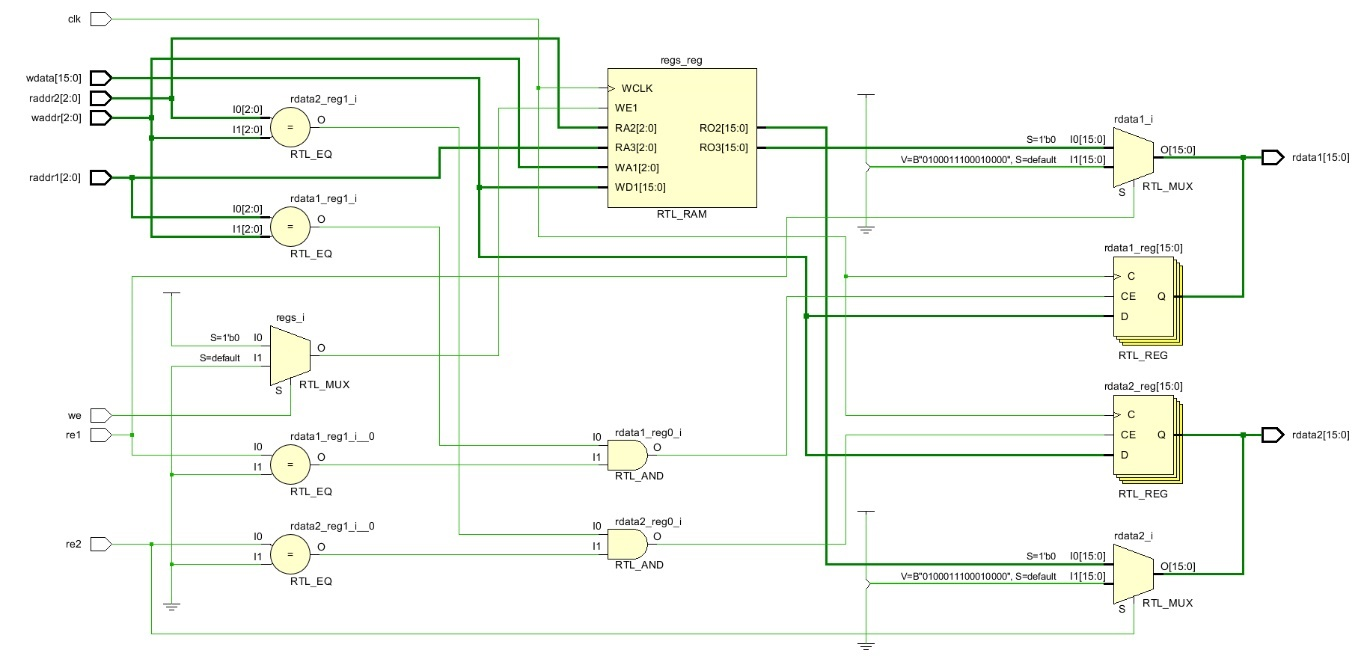 clk
wdata[15:0]
raddr2[2:0]
waddr[2:0]
raddr1[2:0]
we
re1
re2
rdata2_reg1_i
I0[2:0]
I1[2:0]
O
=
RTL_EQ
rdata1_reg1_i
I0[2:0]
I1[2:0]
O
=
RTL_EQ
regs_i
S=1'b0 I0
S=default I1
O
S
RTL_MUX
rdata1_reg1_i__0
I0
I1
O
=
RTL_EQ
rdata2_reg1_i__0
I0
I1
O
=
RTL_EQ
regs_reg
WCLK
WE1
RA2[2:0] RO2[15:0]
RA3[2:0] RO3[15:0]
WA1[2:0]
WD1[15:0]
RTL_RAM
rdata1_reg0_i
I0
I1
O
RTL_AND
rdata2_reg0_i
I0
I1
O
RTL_AND
rdata1_i
S=1'b0 I0[15:0]
V=B"0100011100010000", S=default I1[15:0]
O[15:0]
S
RTL_MUX
rdata1[15:0]
rdata1_reg[15:0]
C
CE Q
D
RTL_REG
rdata2_reg[15:0]
C
CE Q
D
RTL_REG
rdata2[15:0]
rdata2_i
S=1'b0 I0[15:0]
V=B"0100011100010000", S=default I1[15:0]
O[15:0]
S
RTL_MUX